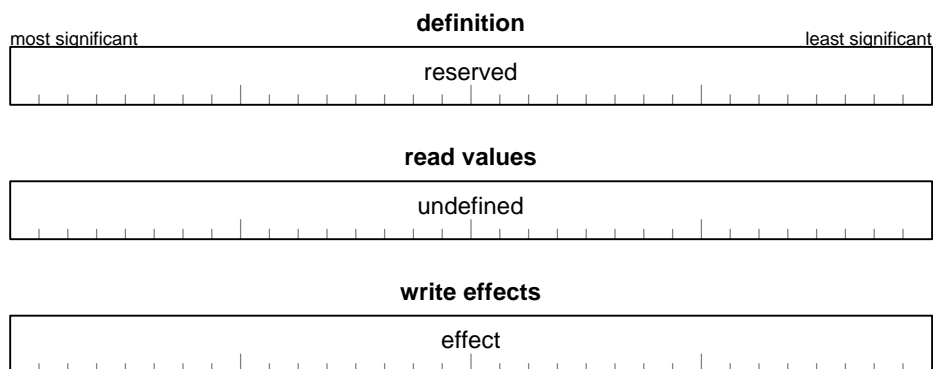 definition
most significant least significant
reserved
read values
undefined
write effects
effect